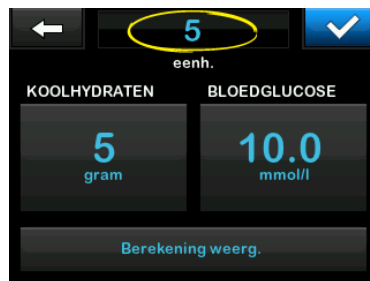 5
eenh.
KOOLHYDRATEN BLOEDGLUCOSE
5 10.0
gram mmol/l
Berekening weerg.